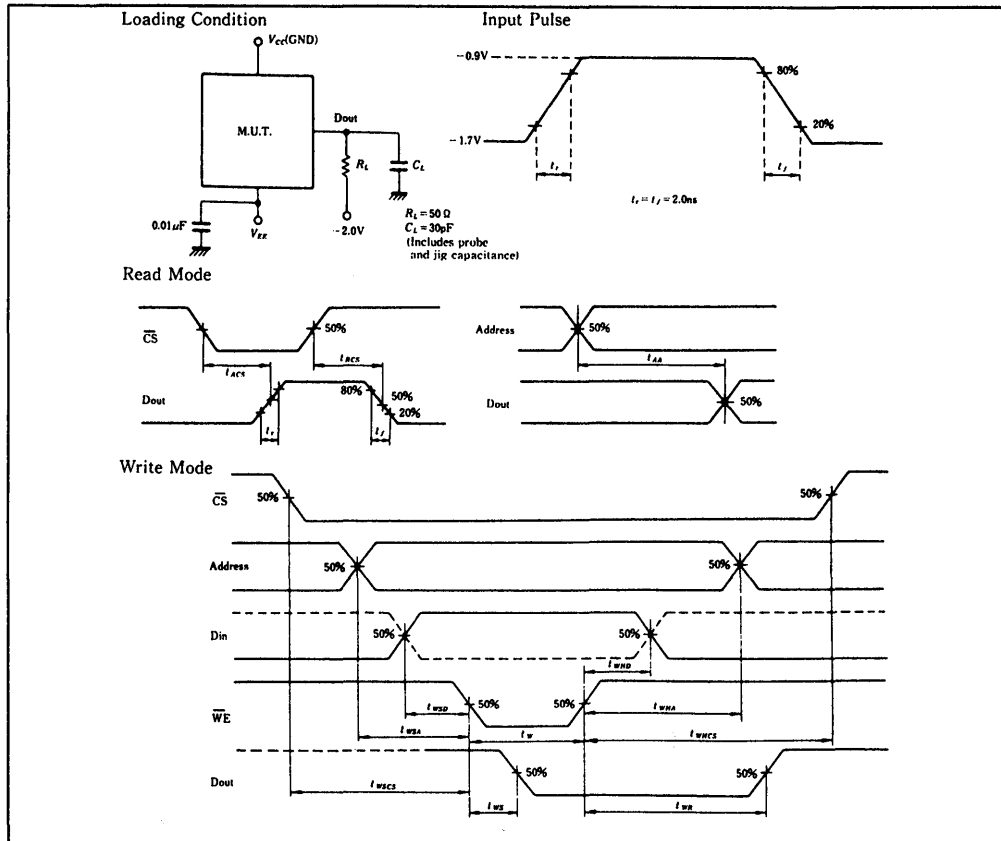 Loading Condition
Input Pulse
VCC(GND)
M.U.T.
Dout
RL
CL
0.01µF
VEE
-2.0V
RL = 50Ω
CL = 30pF
(Includes probe
and jig capacitance)
-0.9V
80%
20%
-1.7V
tr
tf
tr = tf = 2.0ns
Read Mode
CS
50%
tACS
tRCS
Dout
80%
50%
20%
tr
tf
Address
50%
tAA
Dout
50%
Write Mode
CS
50%
50%
Address
50%
50%
Din
50%
50%
tWHD
WE
50%
50%
tWSD
tWHA
tWSA
tW
tWHCS
Dout
50%
50%
tWSCS
tWS
tWR